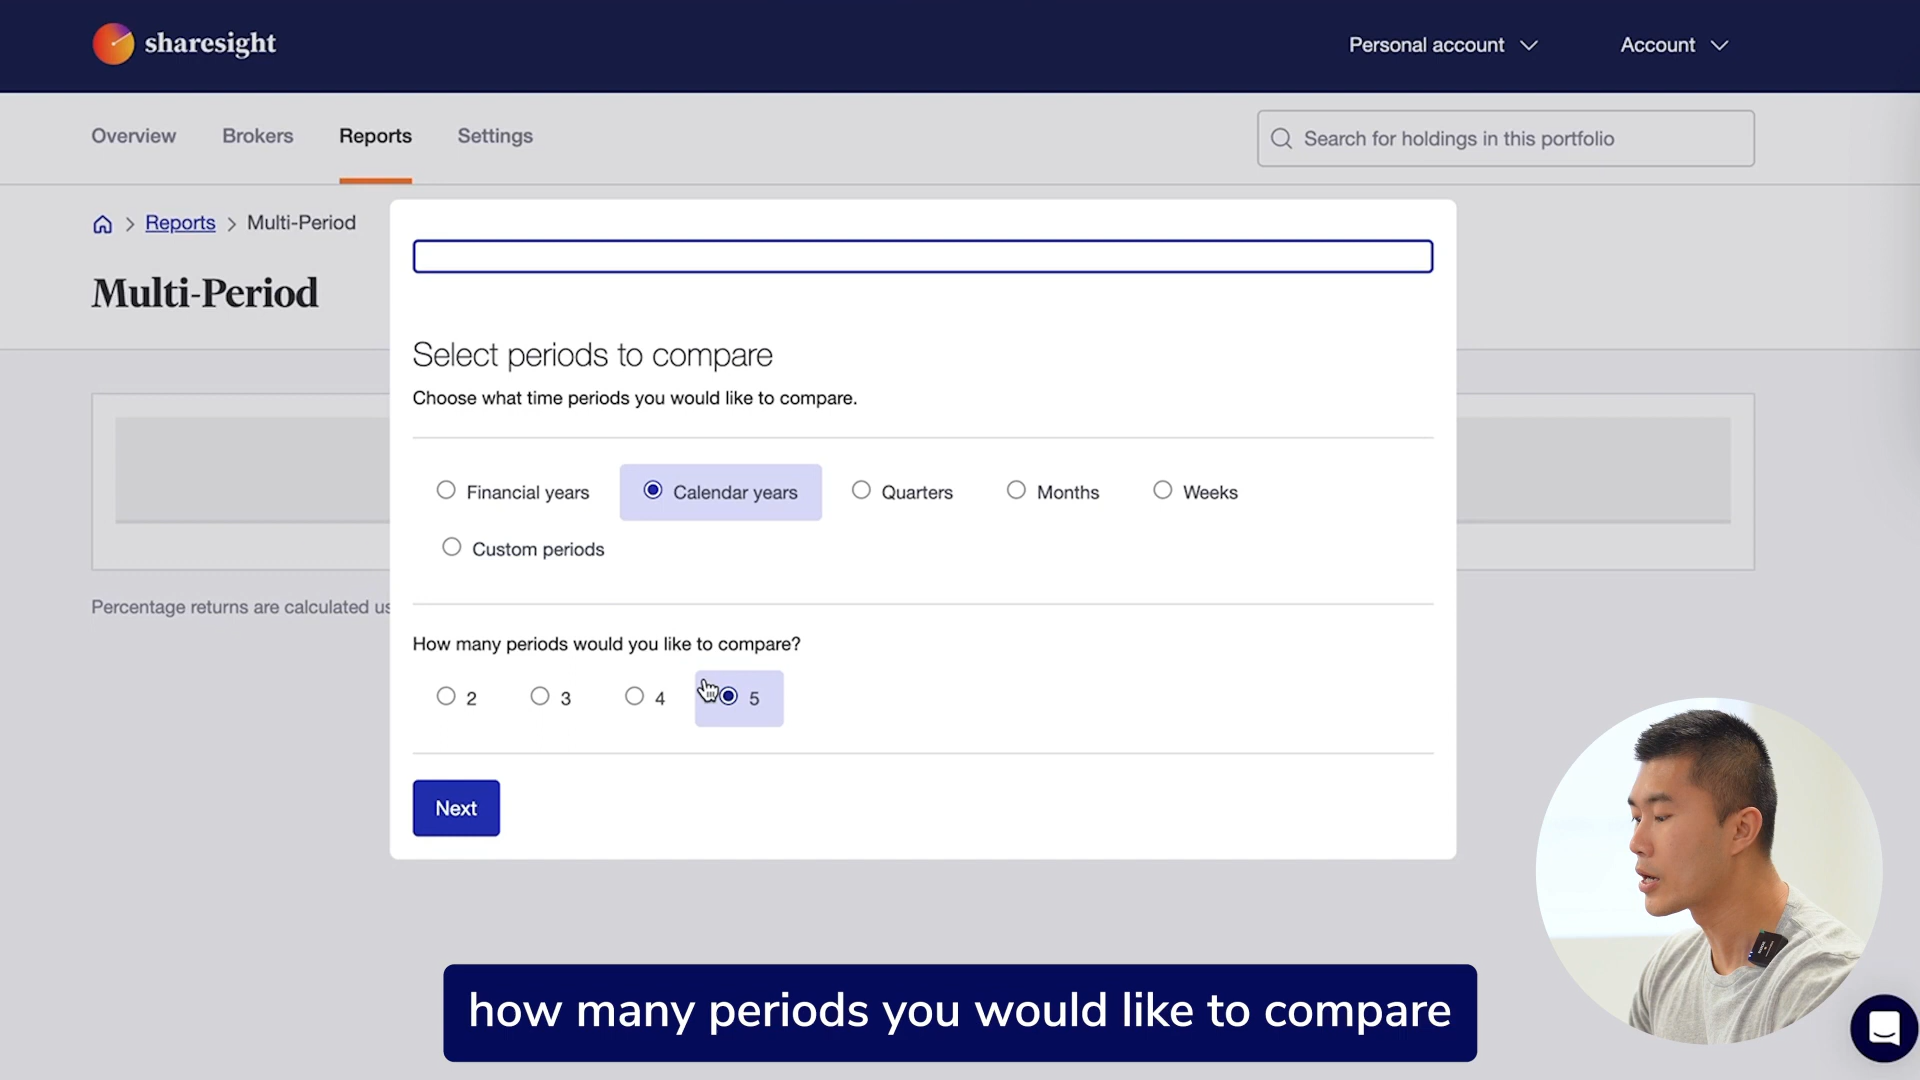 sharesight
Personal account
Account
Overview
Brokers
Reports
Settings
Search for holdings in this portfolio
Reports
Multi-Period
Multi-Period
Select periods to compare
Choose what time periods you would like to compare.
Financial years
Calendar years
Quarters
Months
Weeks
Custom periods
Percentage returns are calculated us
How many periods would you like to compare?
2
3
4
5
Next
how many periods you would like to compare